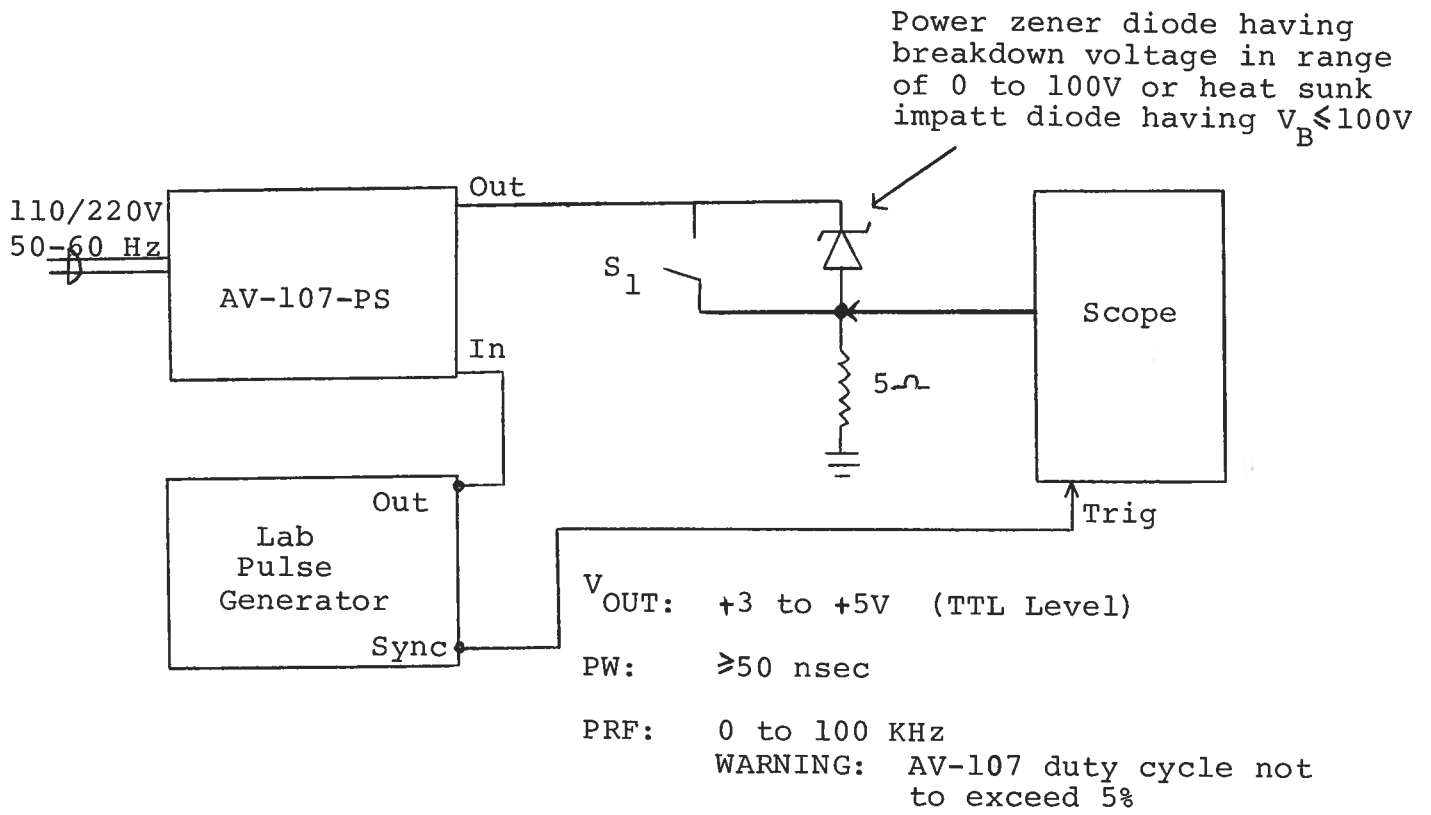 Power zener diode having
breakdown voltage in range
of 0 to 100V or heat sunk
impatt diode having VB⩽100V
Out
110/220V
50-60 Hz
AV-107-PS
S1
Scope
In
5Ω
Out
Trig
Lab
Pulse
Generator
Sync
VOUT: +3 to +5V (TTL Level)
PW: ⩾50 nsec
PRF: 0 to 100 KHz
WARNING: AV-107 duty cycle not
to exceed 5%